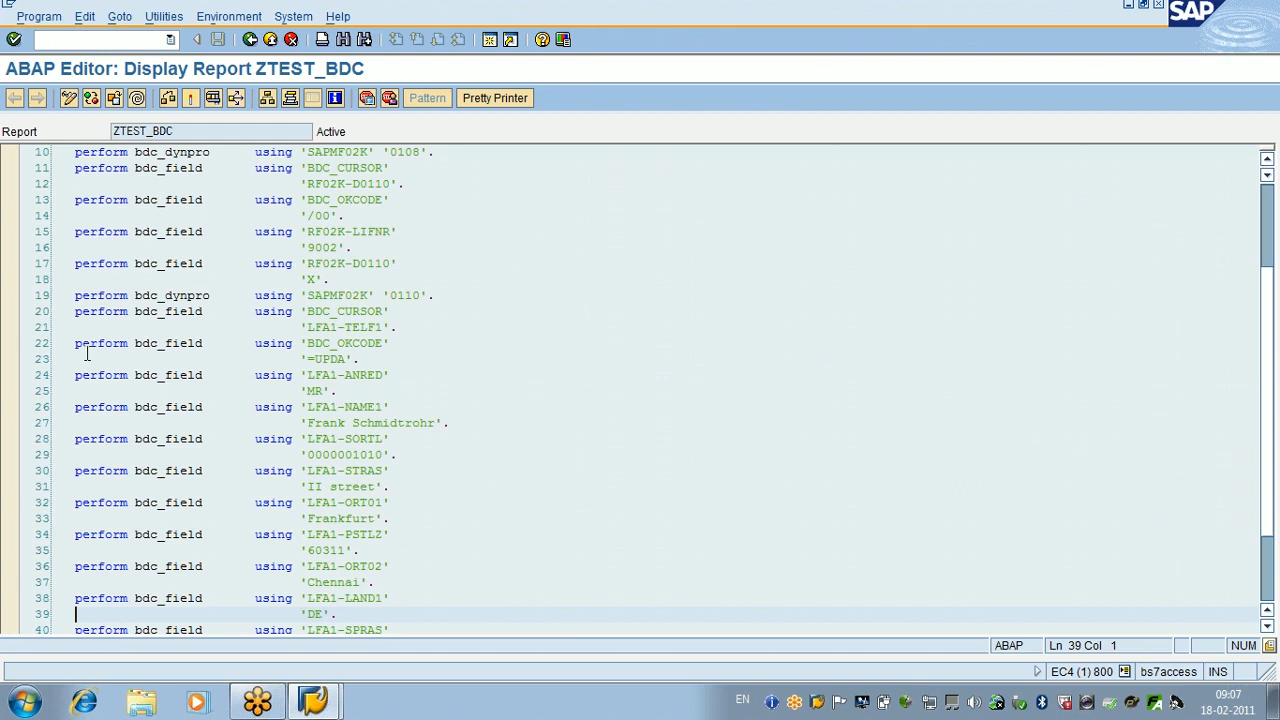 Program Edit Goto Utilities Environment System Help
SAP
ABAP Editor: Display Report ZTEST_BDC
Pattern Pretty Printer
Report ZTEST_BDC Active
10 perform bdc_dynpro using 'SAPMF02K' '0108'.
11 perform bdc_field using 'BDC_CURSOR'
12 'RF02K-D0110'.
13 perform bdc_field using 'BDC_OKCODE'
14 '/00'.
15 perform bdc_field using 'RF02K-LIFNR'
16 '9002'.
17 perform bdc_field using 'RF02K-D0110'
18 'X'.
19 perform bdc_dynpro using 'SAPMF02K' '0110'.
20 perform bdc_field using 'BDC_CURSOR'
21 'LFA1-TELF1'.
22 perform bdc_field using 'BDC_OKCODE'
23 '=UPDA'.
24 perform bdc_field using 'LFA1-ANRED'
25 'MR'.
26 perform bdc_field using 'LFA1-NAME1'
27 'Frank Schmidtrohr'.
28 perform bdc_field using 'LFA1-SORTL'
29 '0000001010'.
30 perform bdc_field using 'LFA1-STRAS'
31 'II street'.
32 perform bdc_field using 'LFA1-ORT01'
33 'Frankfurt'.
34 perform bdc_field using 'LFA1-PSTLZ'
35 '60311'.
36 perform bdc_field using 'LFA1-ORT02'
37 'Chennai'.
38 perform bdc_field using 'LFA1-LAND1'
39 'DE'.
40 perform bdc_field using 'LFA1-SPRAS'
ABAP Ln 39 Col 1 NUM
EC4 (1) 800 bs7access INS
EN 09:07
18-02-2011